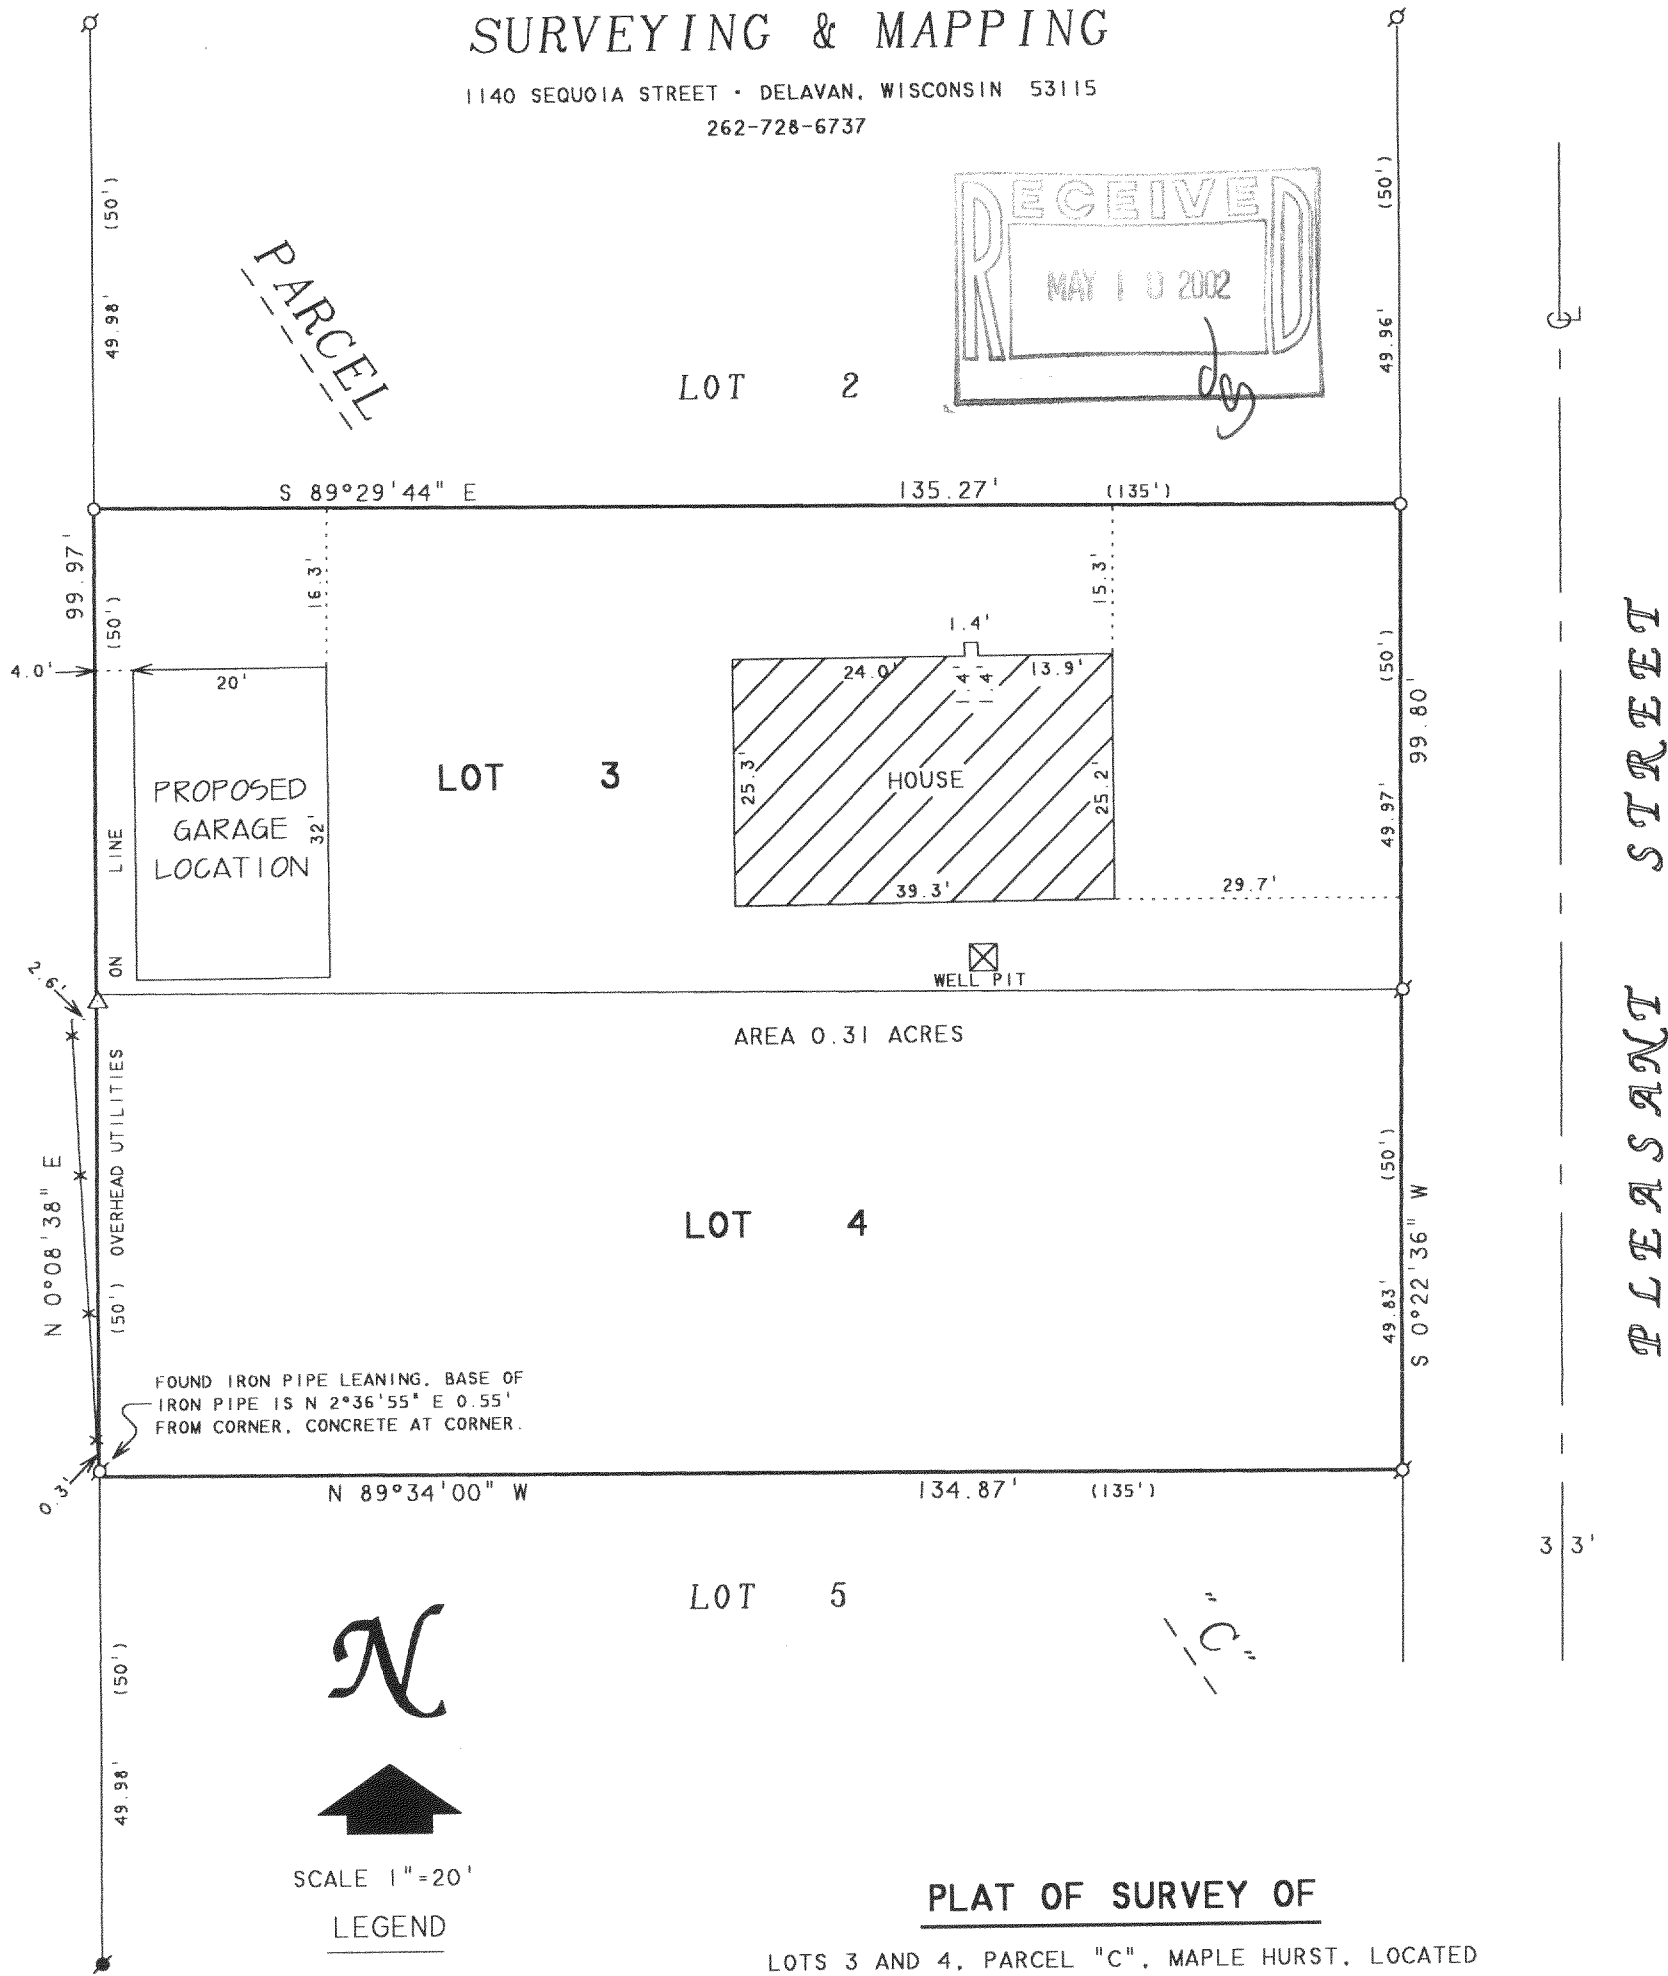 SURVEYING & MAPPING
1140 SEQUOIA STREET • DELAVAN, WISCONSIN 53115
262-728-6737
(50')
49.98'
PARCEL
RECEIVED
MAY 10 2002
(50')
49.96'
℄
LOT 2
S 89°29'44" E
135.27' (135')
99.97'
(50')
16.3'
15.3'
1.4'
4.0'
20'
24.0'
4.4
13.9'
(50')
99.80'
LOT 3
PROPOSED
GARAGE
LOCATION
32'
25.3'
HOUSE
25.2'
49.97'
39.3'
29.7'
ON LINE
WELL PIT
2.6'
AREA 0.31 ACRES
PLEASANT STREET
N 0°08'38" E
(50') OVERHEAD UTILITIES
LOT 4
(50')
49.83'
S 0°22'36" W
FOUND IRON PIPE LEANING, BASE OF
IRON PIPE IS N 2°36'55" E 0.55'
FROM CORNER, CONCRETE AT CORNER.
0.3'
N 89°34'00" W
134.87' (135')
33'
LOT 5
"C"
(50')
49.98'
N
SCALE 1"=20'
LEGEND
PLAT OF SURVEY OF
LOTS 3 AND 4, PARCEL "C", MAPLE HURST, LOCATED